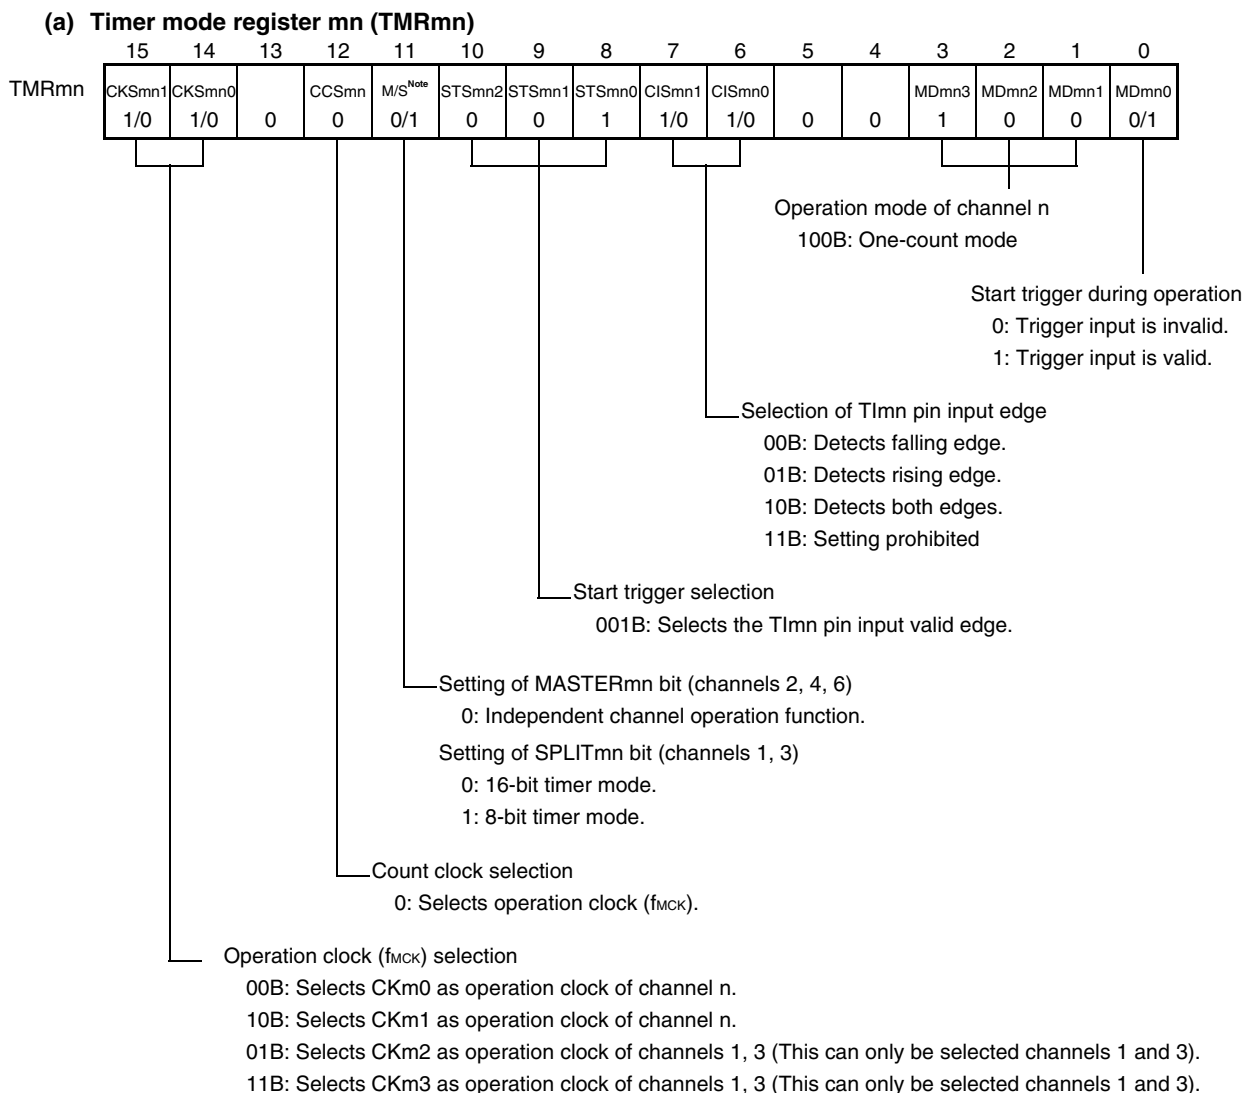 (a) Timer mode register mn (TMRmn)
15 14 13 12 11 10 9 8 7 6 5 4 3 2 1 0
TMRmn CKSmn1 CKSmn0 CCSmn M/S Note STSmn2 STSmn1 STSmn0 CISmn1 CISmn0 MDmn3 MDmn2 MDmn1 MDmn0
1/0 1/0 0 0 0/1 0 0 1 1/0 1/0 0 0 1 0 0 0/1
Operation mode of channel n
100B: One-count mode
Start trigger during operation
0: Trigger input is invalid.
1: Trigger input is valid.
Selection of TImn pin input edge
00B: Detects falling edge.
01B: Detects rising edge.
10B: Detects both edges.
11B: Setting prohibited
Start trigger selection
001B: Selects the TImn pin input valid edge.
Setting of MASTERmn bit (channels 2, 4, 6)
0: Independent channel operation function.
Setting of SPLITmn bit (channels 1, 3)
0: 16-bit timer mode.
1: 8-bit timer mode.
Count clock selection
0: Selects operation clock (fMCK).
Operation clock (fMCK) selection
00B: Selects CKm0 as operation clock of channel n.
10B: Selects CKm1 as operation clock of channel n.
01B: Selects CKm2 as operation clock of channels 1, 3 (This can only be selected channels 1 and 3).
11B: Selects CKm3 as operation clock of channels 1, 3 (This can only be selected channels 1 and 3).